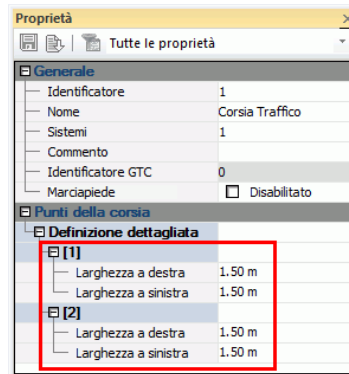 Proprietà
Tutte le proprietà
Generale
Identificatore 1
Nome Corsia Traffico
Sistemi 1
Commento
Identificatore GTC 0
Marciapiede Disabilitato
Punti della corsia
Definizione dettagliata
[1]
Larghezza a destra 1.50 m
Larghezza a sinistra 1.50 m
[2]
Larghezza a destra 1.50 m
Larghezza a sinistra 1.50 m